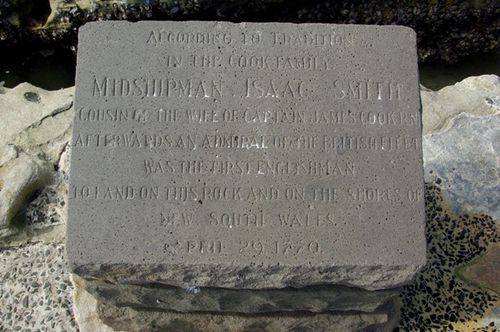 ACCORDING TO TRADITION
IN THE COOK FAMILY
MIDSHIPMAN ISAAC SMITH
COUSIN OF THE WIFE OF CAPTAIN JAMES COOK R.N
AFTERWARDS AN ADMIRAL OF THE BRITISH FLEET
WAS THE FIRST ENGLISHMAN
TO LAND ON THIS ROCK AND ON THE SHORES OF
NEW SOUTH WALES
APRIL 29 1770